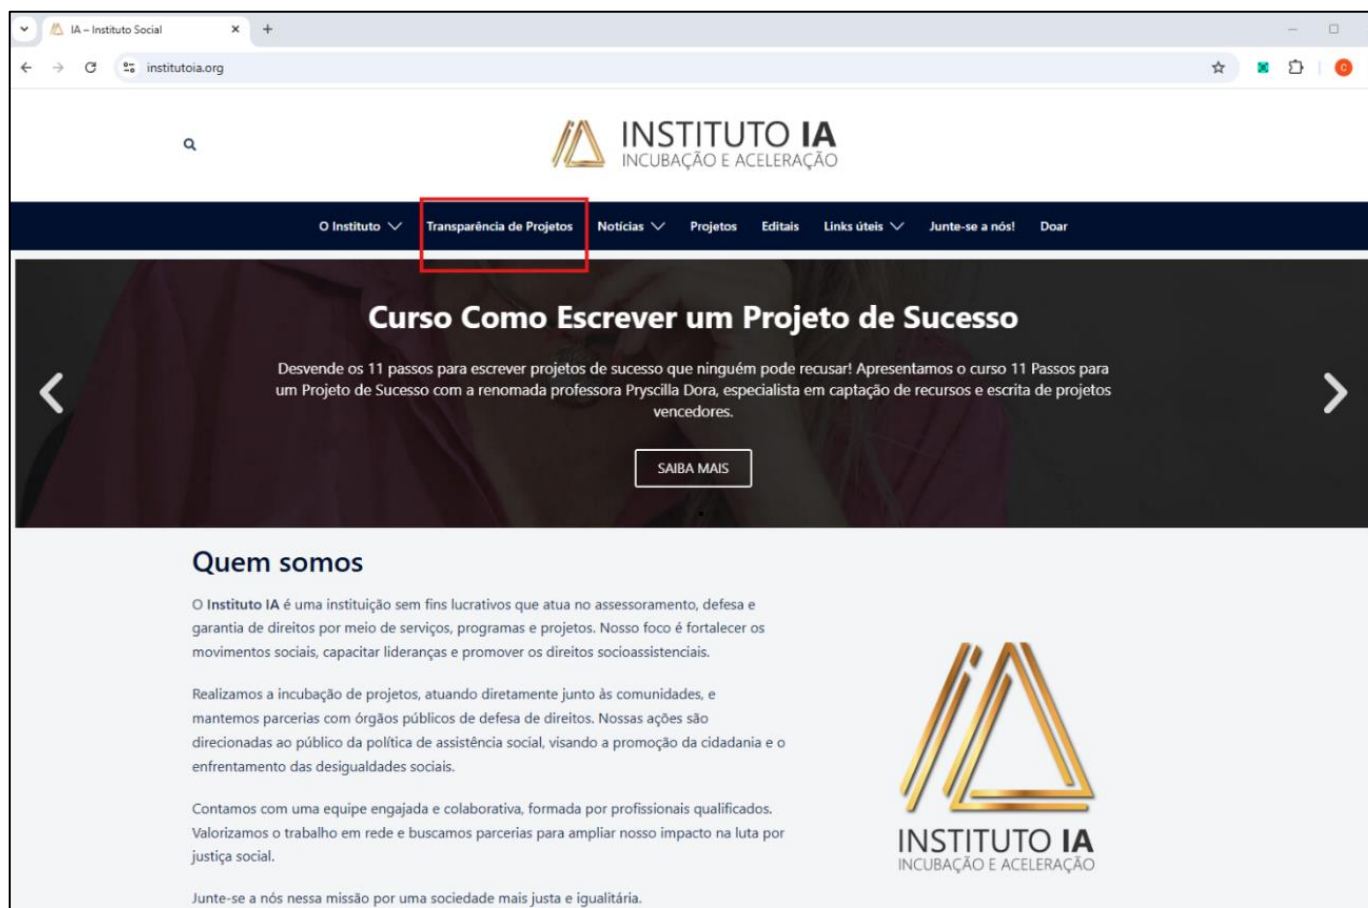 IA – Instituto Social
institutoia.org
C
INSTITUTO IA
INCUBAÇÃO E ACELERAÇÃO
O Instituto Transparência de Projetos Notícias Projetos Editais Links úteis Junte-se a nós! Doar
Curso Como Escrever um Projeto de Sucesso
Desvende os 11 passos para escrever projetos de sucesso que ninguém pode recusar! Apresentamos o curso 11 Passos para
um Projeto de Sucesso com a renomada professora Pryscilla Dora, especialista em captação de recursos e escrita de projetos
vencedores.
SAIBA MAIS
Quem somos
O Instituto IA é uma instituição sem fins lucrativos que atua no assessoramento, defesa e
garantia de direitos por meio de serviços, programas e projetos. Nosso foco é fortalecer os
movimentos sociais, capacitar lideranças e promover os direitos socioassistenciais.
Realizamos a incubação de projetos, atuando diretamente junto às comunidades, e
mantemos parcerias com órgãos públicos de defesa de direitos. Nossas ações são
direcionadas ao público da política de assistência social, visando a promoção da cidadania e o
enfrentamento das desigualdades sociais.
Contamos com uma equipe engajada e colaborativa, formada por profissionais qualificados.
Valorizamos o trabalho em rede e buscamos parcerias para ampliar nosso impacto na luta por
justiça social.
Junte-se a nós nessa missão por uma sociedade mais justa e igualitária.
INSTITUTO IA
INCUBAÇÃO E ACELERAÇÃO